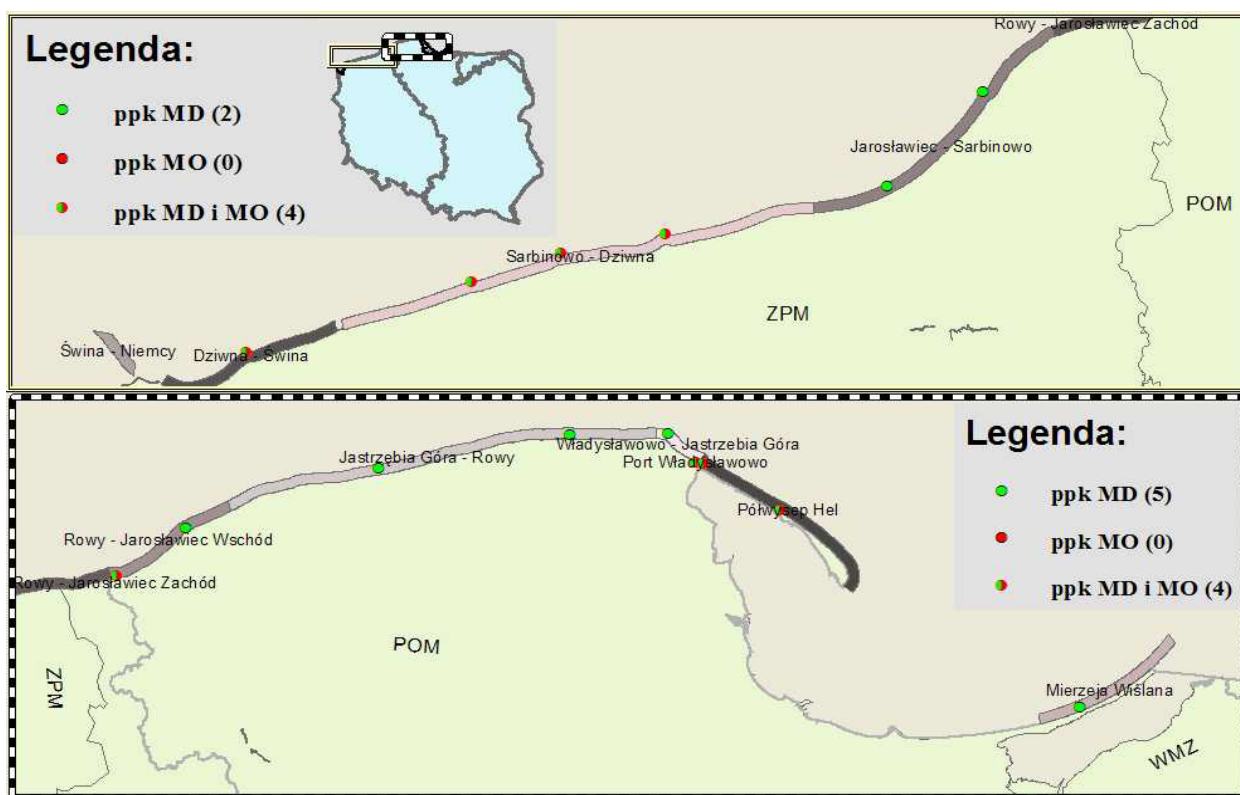 Legenda:
ppk MD (2)
ppk MO (0)
ppk MD i MO (4)
Rowy - Jarosławiec Zachód
Jarosławiec - Sarbinowo
POM
Sarbinowo - Dziwna
ZPM
Świna - Niemcy
Dziwna - Świna
Legenda:
ppk MD (5)
ppk MO (0)
ppk MD i MO (4)
Władysławowo - Jastrzebia Góra
Jastrzębia Góra - Rowy
Port Władysławowo
Półwysep Hel
Rowy - Jarosławiec Wschód
Rowy - Jarosławiec Zachód
POM
ZPM
Mierzeja Wiślana
WMZ